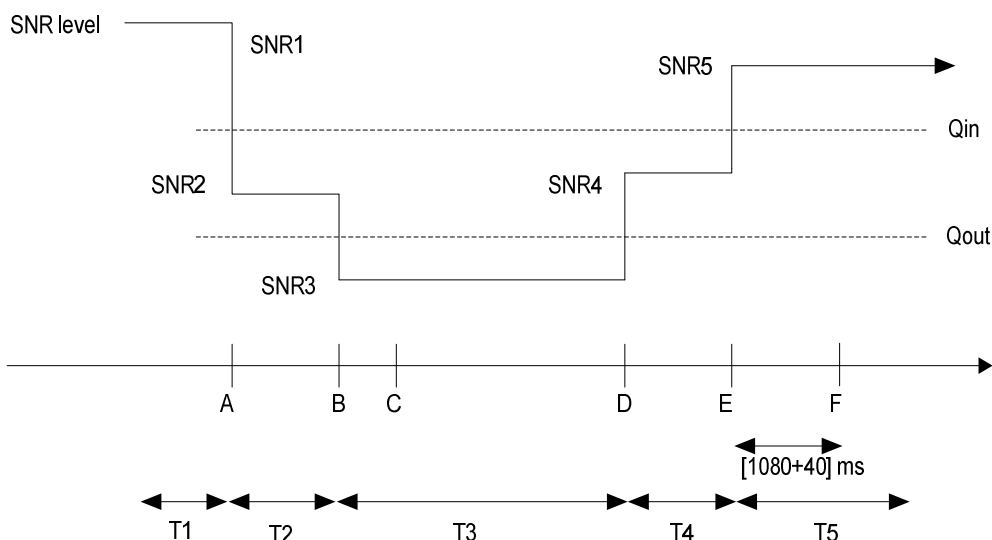 SNR level
SNR1
SNR5
Qin
SNR2
SNR4
Qout
SNR3
A B C D E F
[1080+40] ms
T1 T2 T3 T4 T5